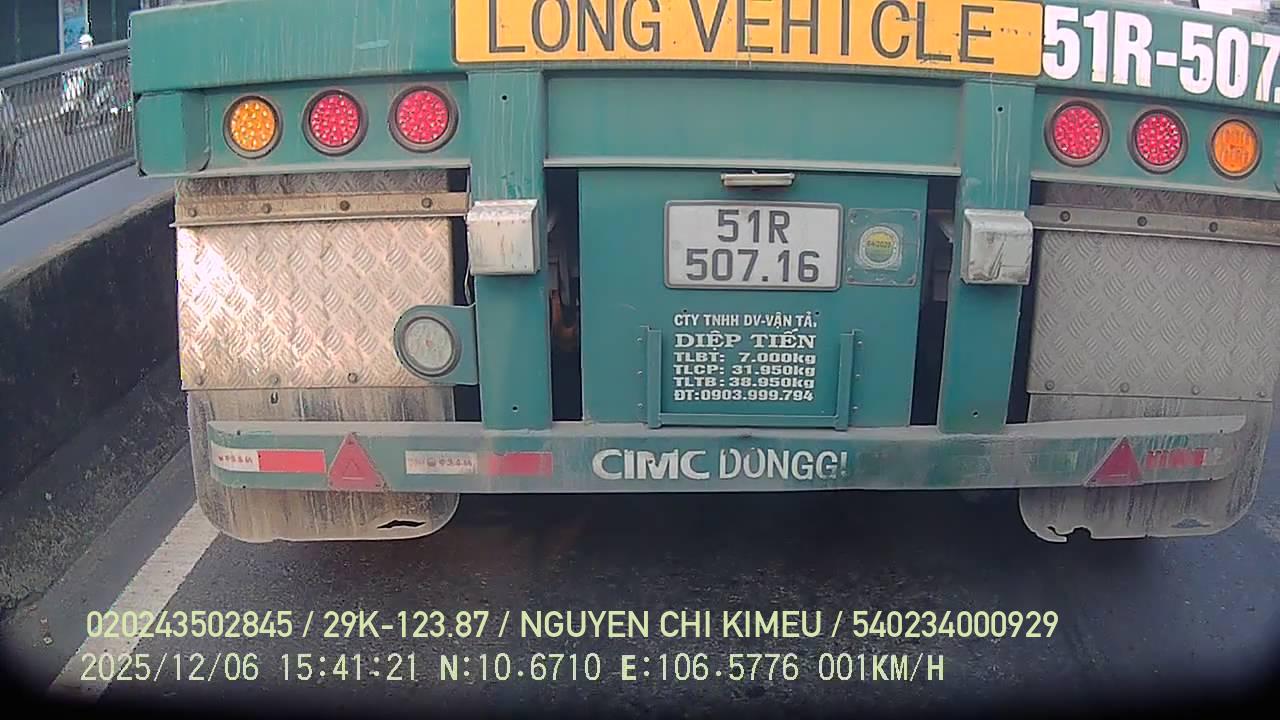 LONG VEHICLE
51R-507.
51R
507.16
CTY TNHH DV-VẬN TẢI
DIỆP TIẾN
TLBT: 7.000kg
TLCP: 31.950kg
TLTB: 38.950kg
ĐT:0903.999.794
CIMC DONGG
020243502845 / 29K-123.87 / NGUYEN CHI KIMEU / 540234000929
2025/12/06 15:41:21 N:10.6710 E:106.5776 001KM/H